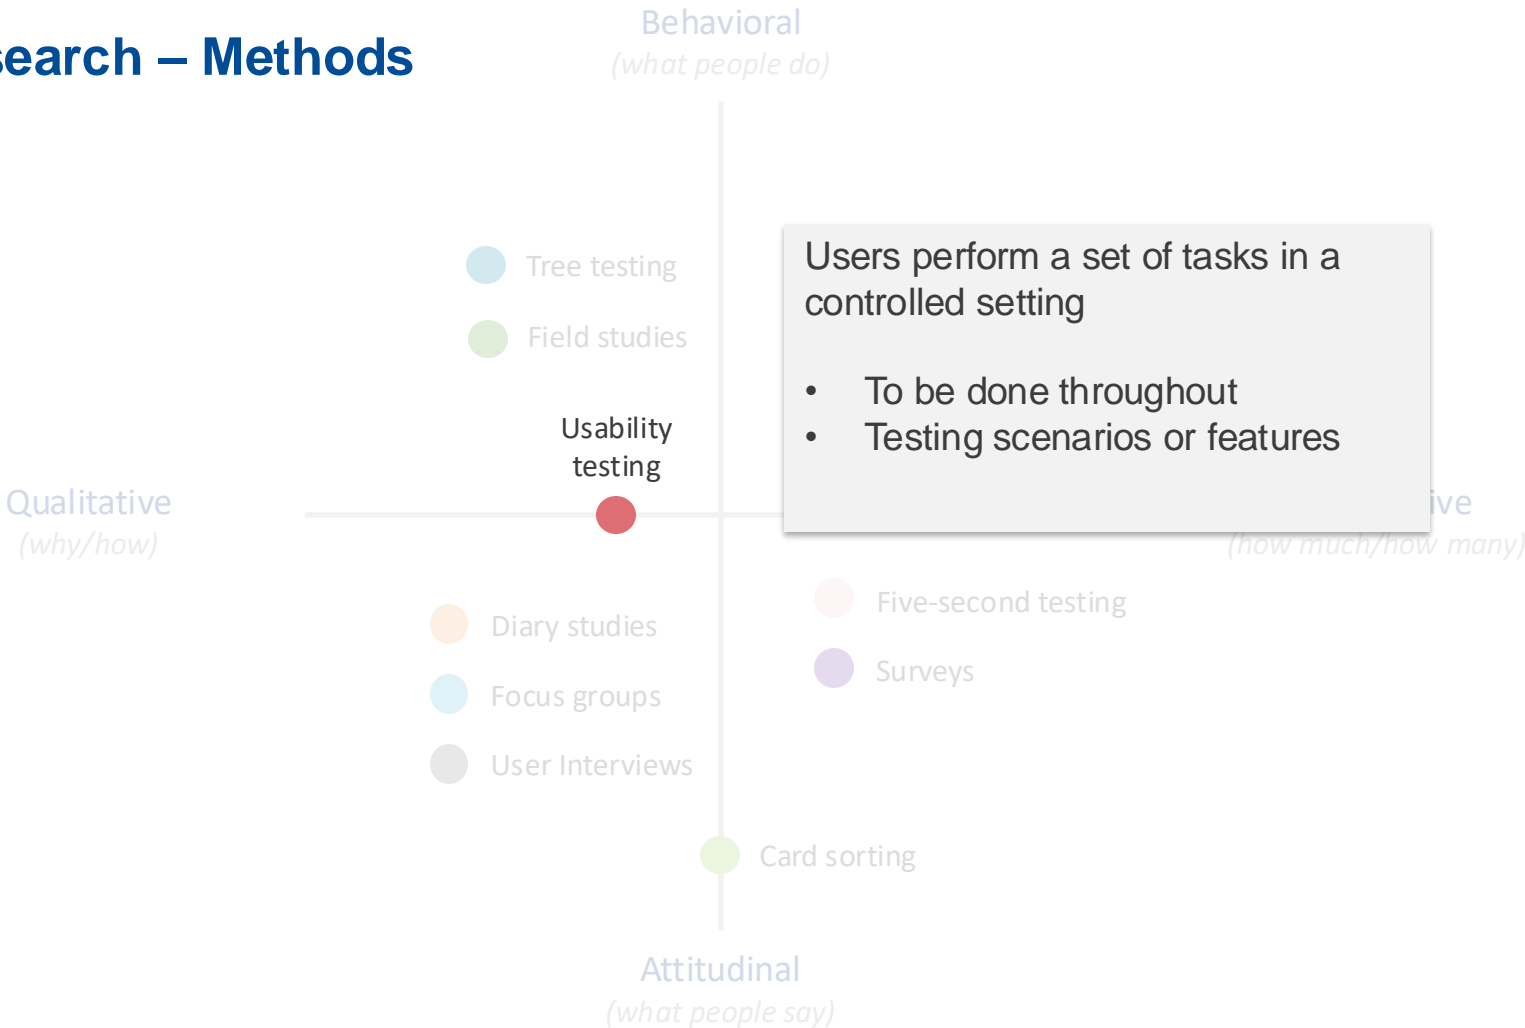 search – Methods
Behavioral
(what people do)
Tree testing
Field studies
Users perform a set of tasks in a
controlled setting
• To be done throughout
• Testing scenarios or features
Usability
testing
Qualitative
(why/how)
ive
(how much/how many)
Five-second testing
Surveys
Diary studies
Focus groups
User Interviews
Card sorting
Attitudinal
(what people say)